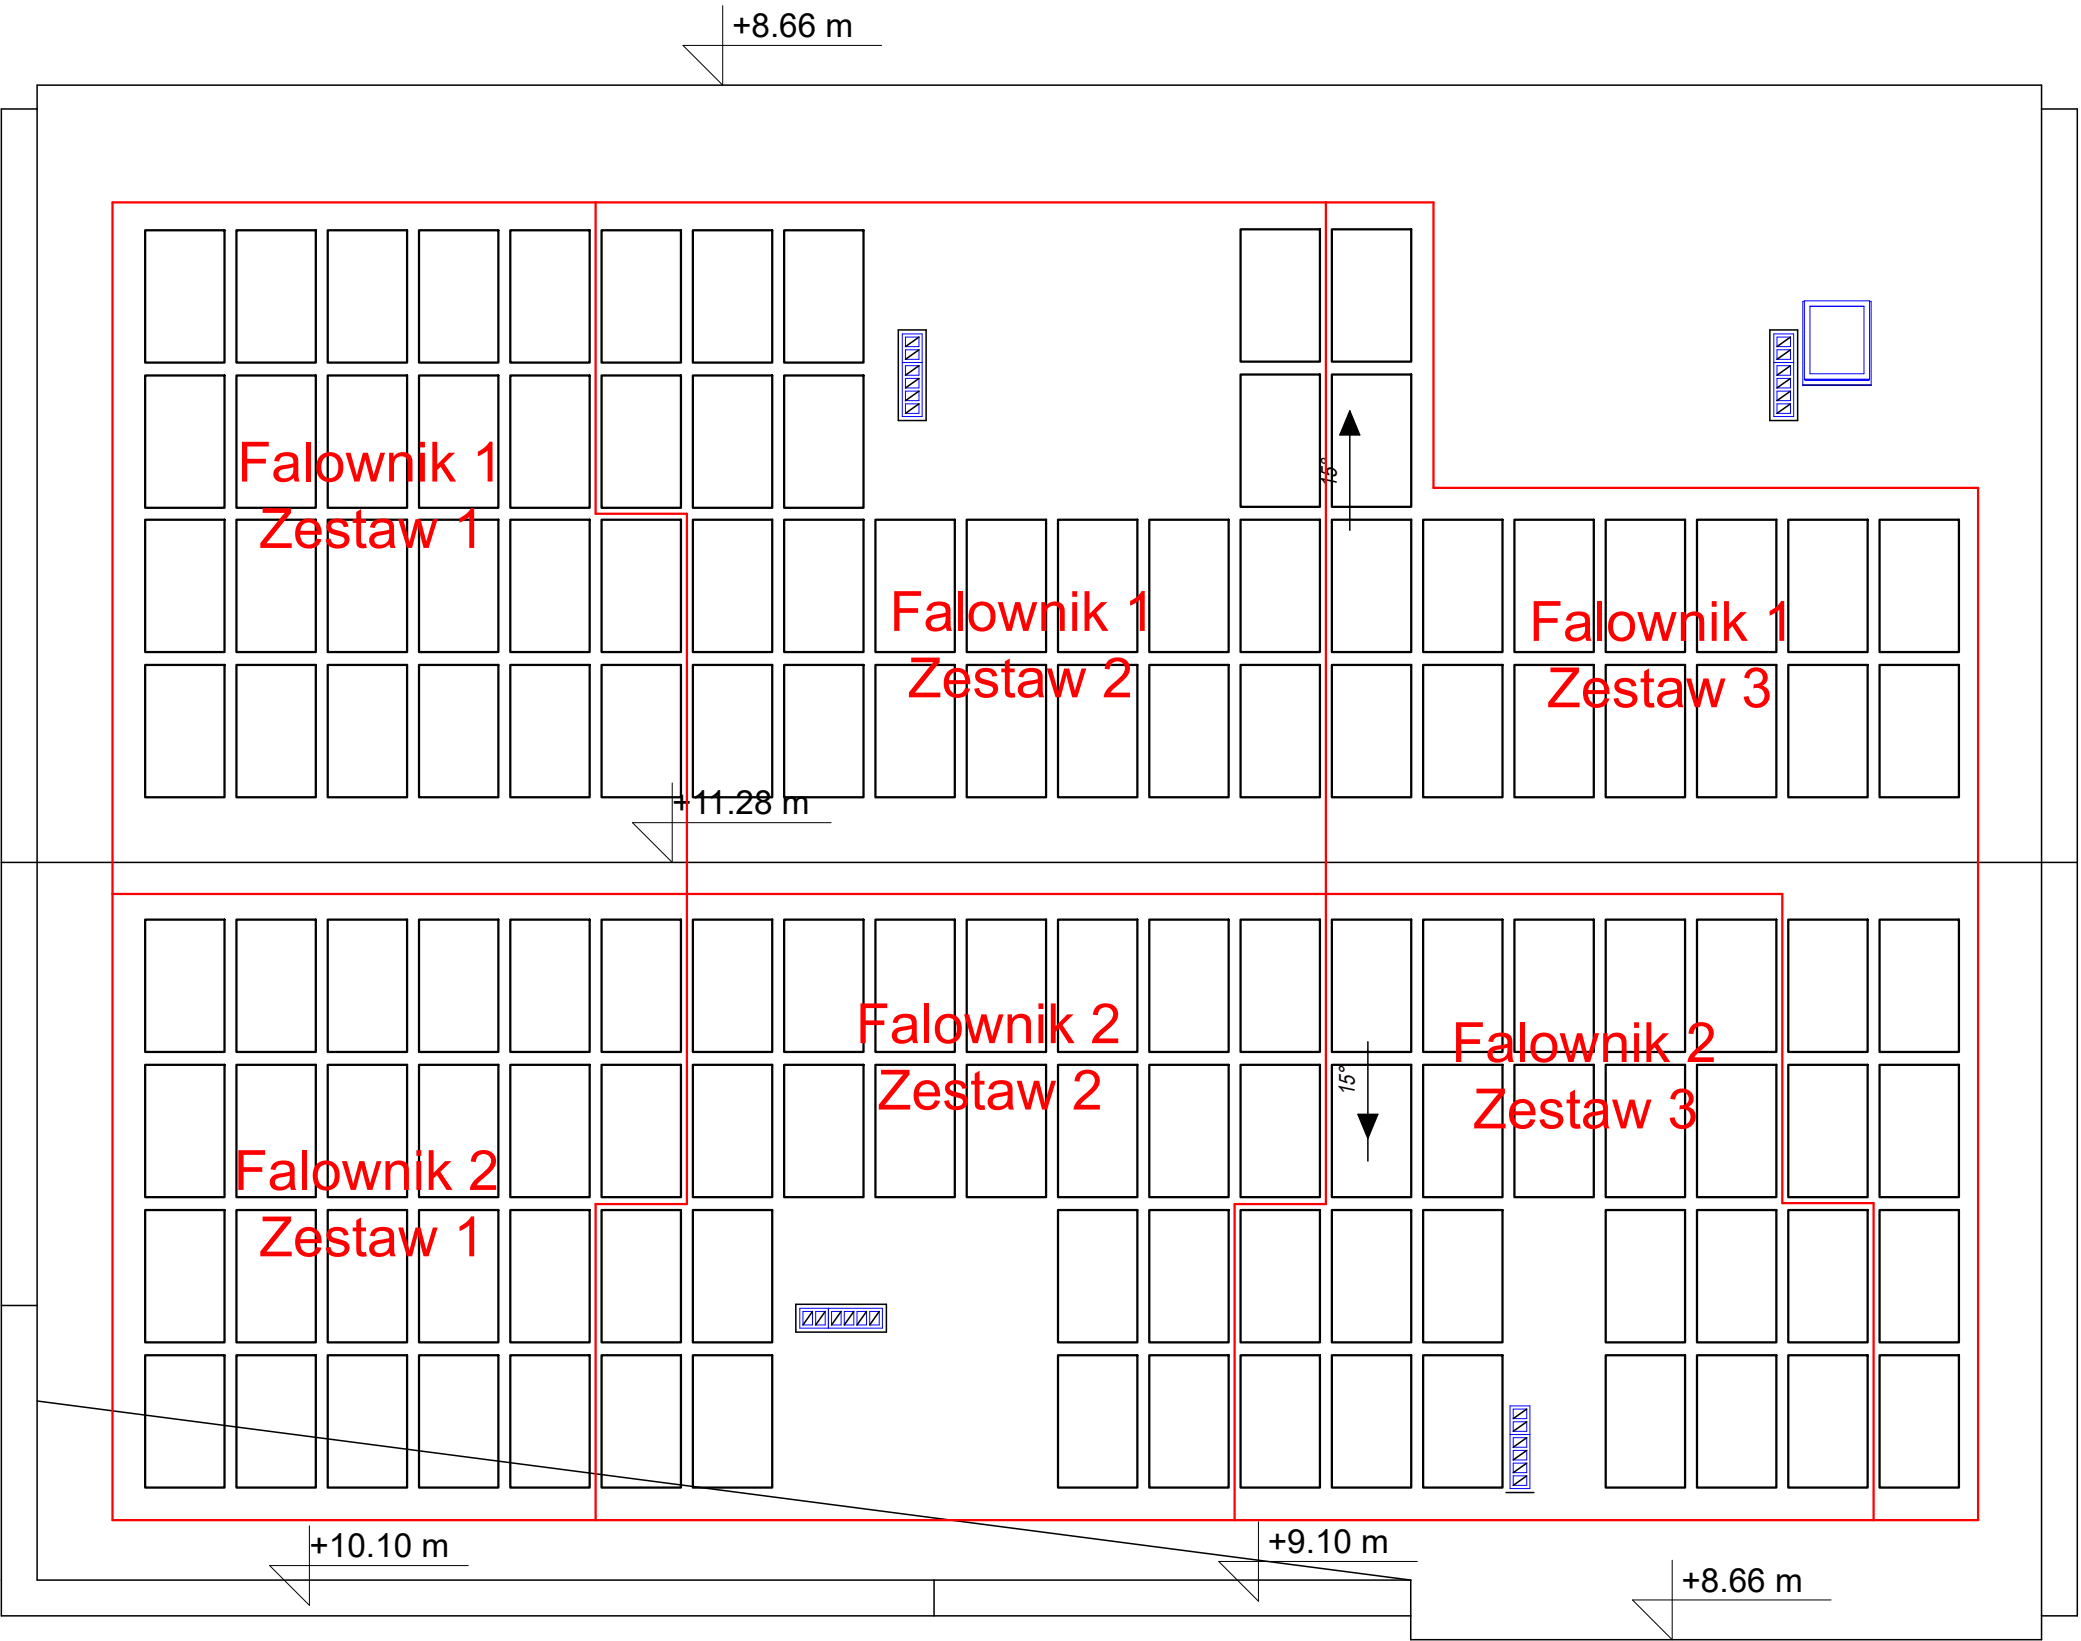 +8.66 m
Falownik 1
Zestaw 1
15°
Falownik 1
Zestaw 2
Falownik 1
Zestaw 3
+11.28 m
Falownik 2
Zestaw 2
Falownik 2
Zestaw 3
15°
Falownik 2
Zestaw 1
+10.10 m
+9.10 m
+8.66 m